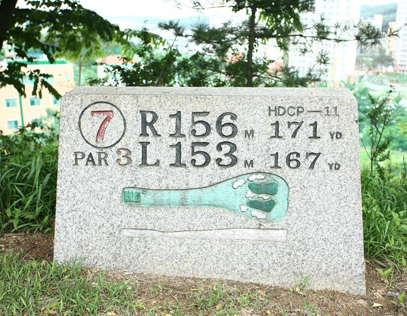 HDCP-11
7 R 156 M 171 YD
PAR 3 L 153 M 167 YD